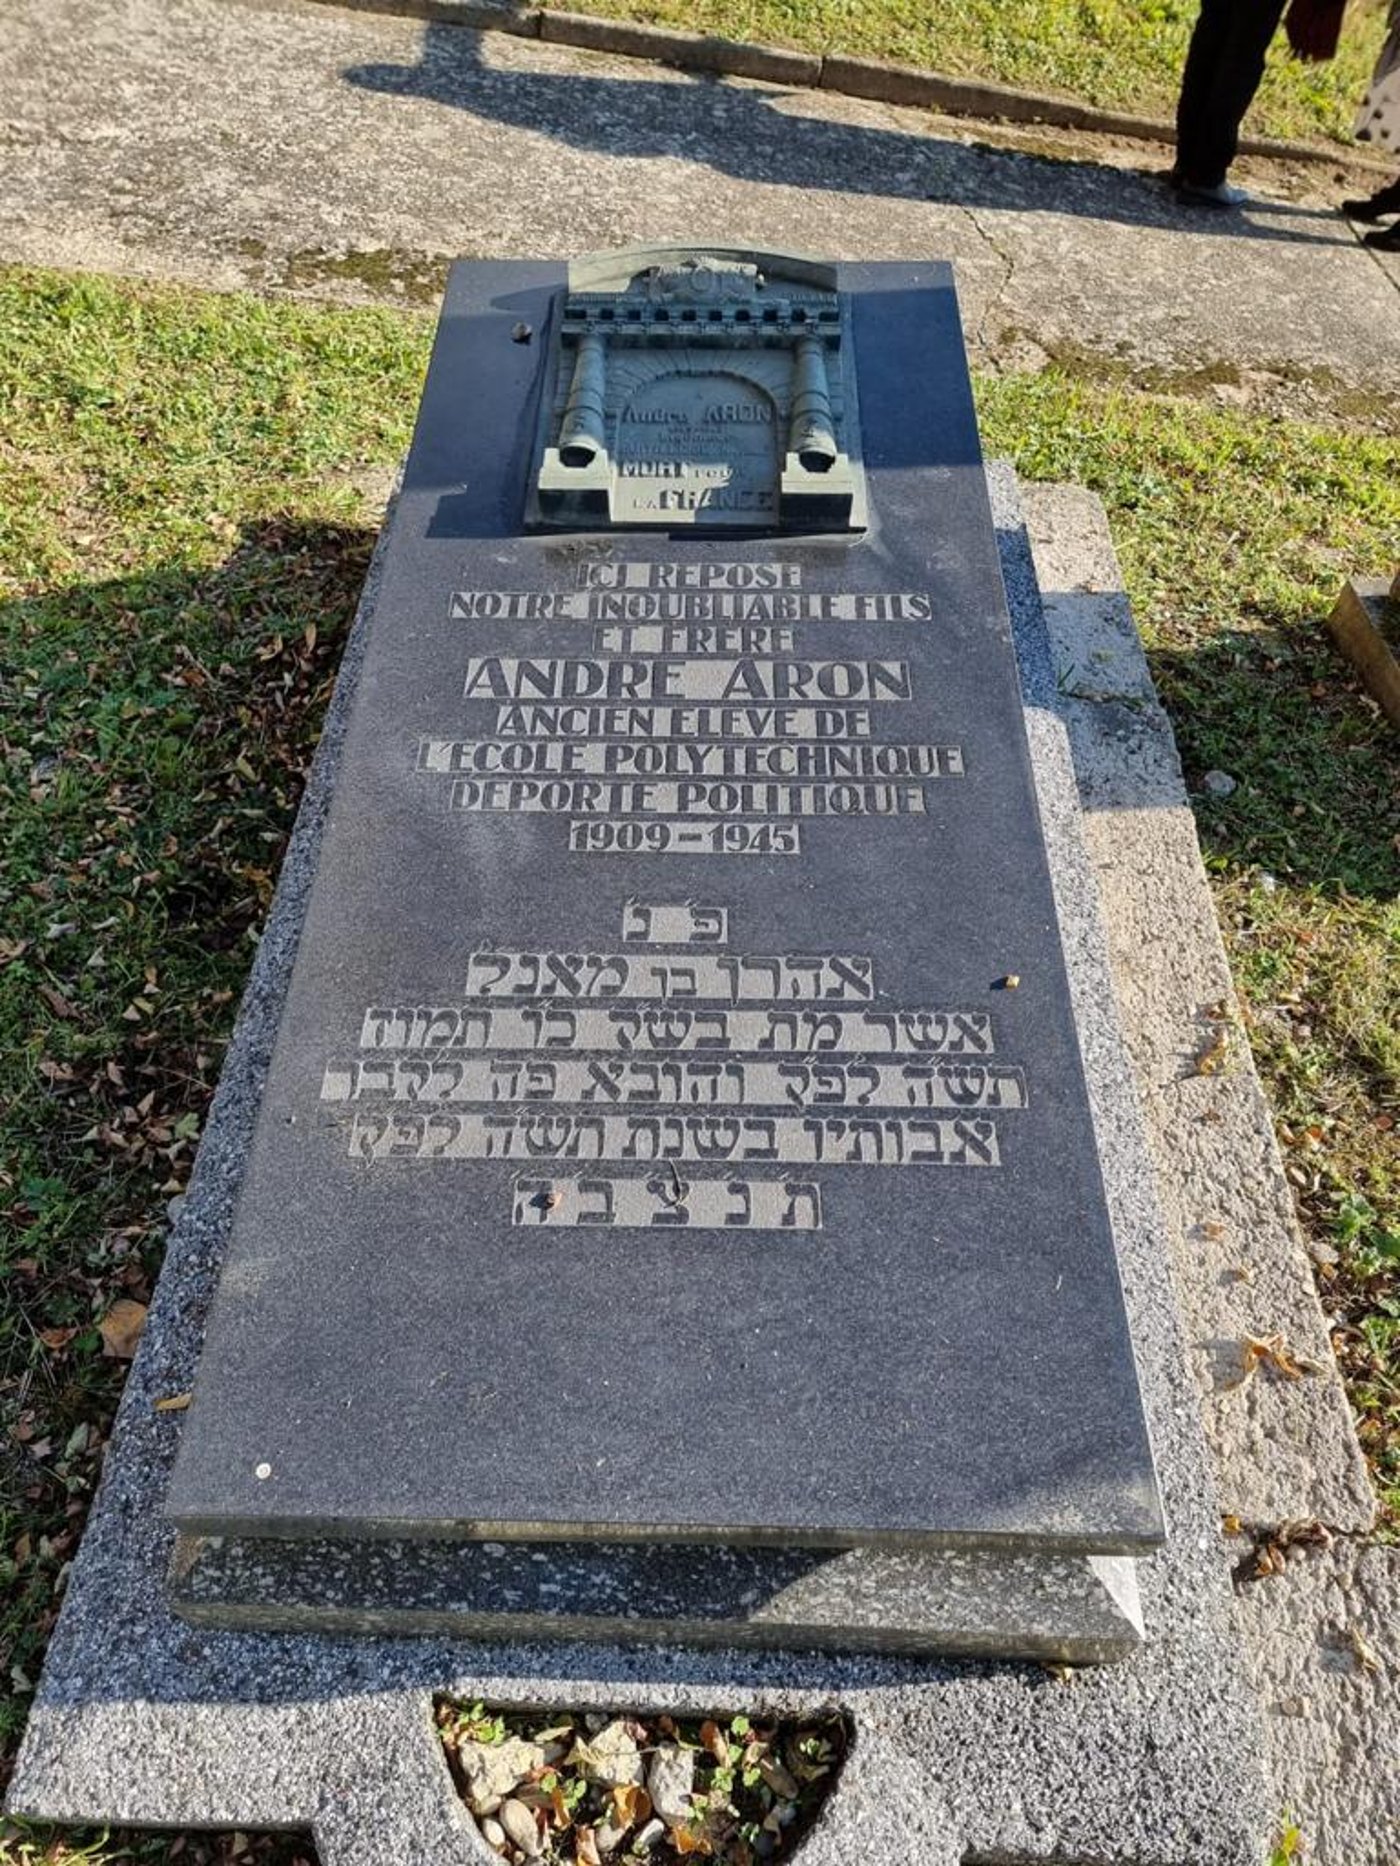 André ARON
MORT POUR
LA FRANCE
ICI REPOSE
NOTRE INOUBLIABLE FILS
ET FRERE
ANDRE ARON
ANCIEN ELEVE DE
L'ECOLE POLYTECHNIQUE
DEPORTE POLITIQUE
1909-1945
פ״ נ״
אהרן בן מאנל
אשר מת בש״ק כ״ו תמוז
תש״ה לפ״ק והובא פה לקבר
אבותיו בשנת תש״ה לפ״ק
ת׳ נ׳ צ׳ ב׳ ה׳